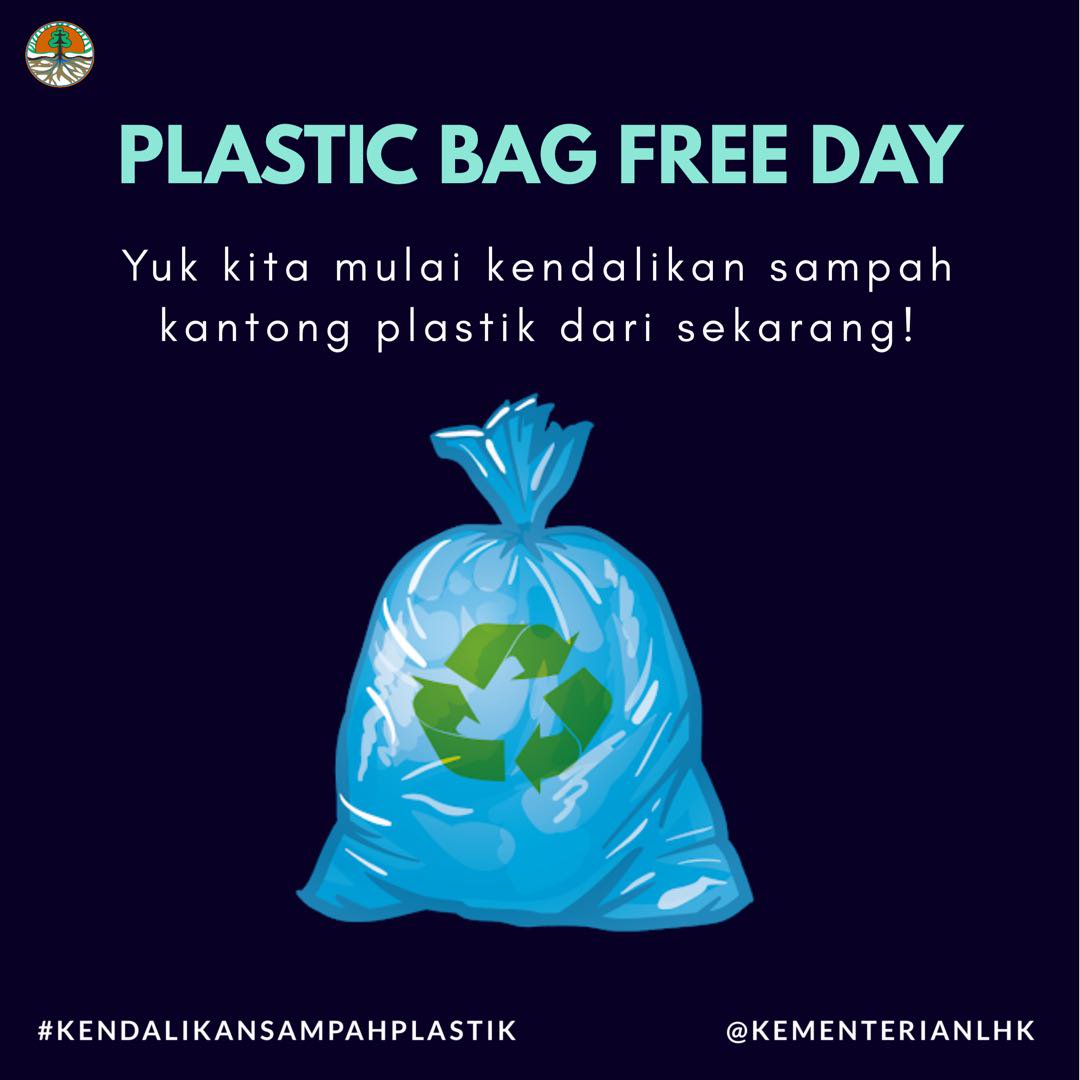 PLASTIC BAG FREE DAY
Yuk kita mulai kendalikan sampah
kantong plastik dari sekarang!
#KENDALIKANSAMPAHPLASTIK
@KEMENTERIANLHK